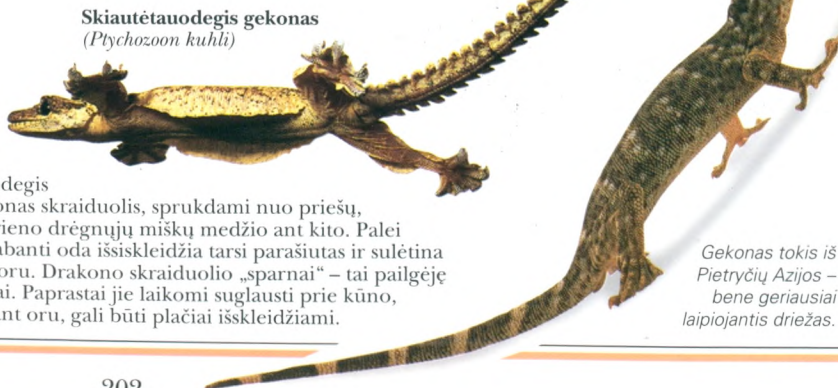 Skiautėtauodegis gekonas
(Ptychozoon kuhli)
degis
onas skraiduolis, sprukdami nuo priešų,
ieno drėgnųjų miškų medžio ant kito. Palei
abanti oda išsiskleidžia tarsi parašiutas ir sulėtina
oru. Drakono skraiduolio „sparnai“ – tai pailgėję
ai. Paprastai jie laikomi suglausti prie kūno,
ant oru, gali būti plačiai išskleidžiami.
Gekonas tokis iš
Pietryčių Azijos –
bene geriausiai
laipiojantis driežas.
202